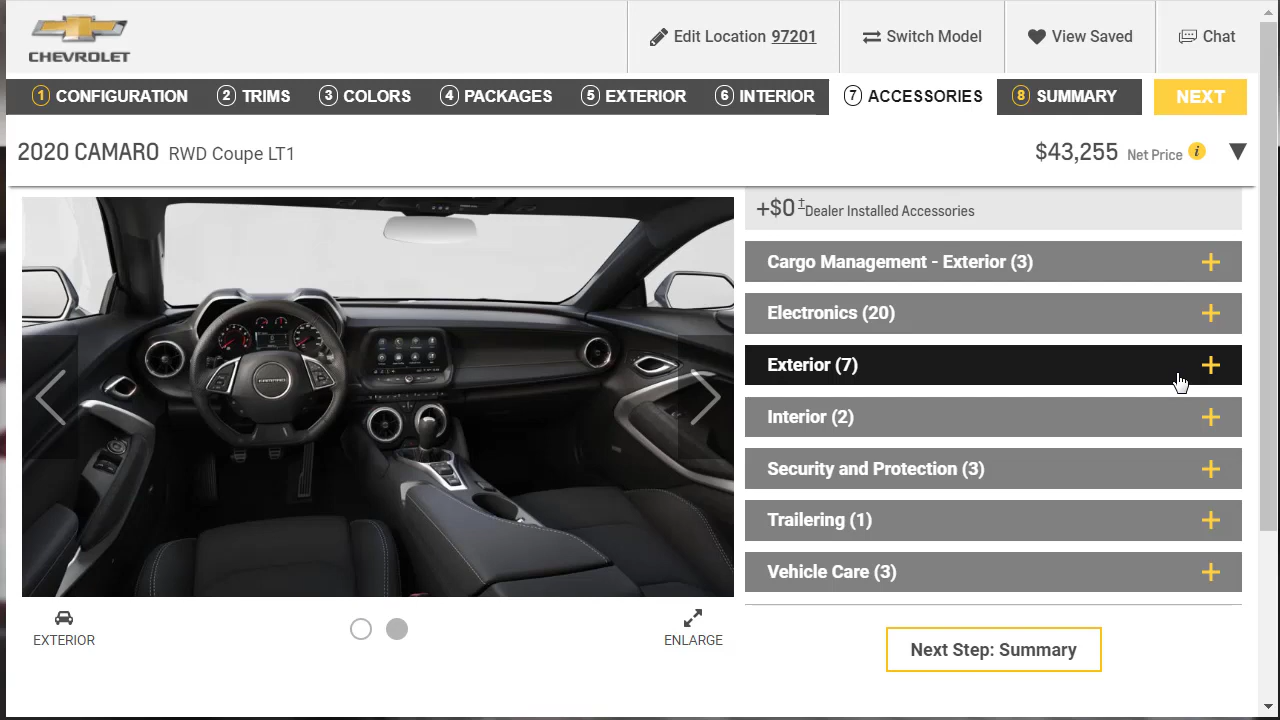 CHEVROLET
Edit Location 97201
Switch Model
View Saved
Chat
1 CONFIGURATION
2 TRIMS
3 COLORS
4 PACKAGES
5 EXTERIOR
6 INTERIOR
7 ACCESSORIES
8 SUMMARY
NEXT
2020 CAMARO RWD Coupe LT1
$43,255 Net Price i
+$0 ± Dealer Installed Accessories
Cargo Management - Exterior (3)
Electronics (20)
Exterior (7)
Interior (2)
Security and Protection (3)
Trailering (1)
Vehicle Care (3)
EXTERIOR
ENLARGE
Next Step: Summary